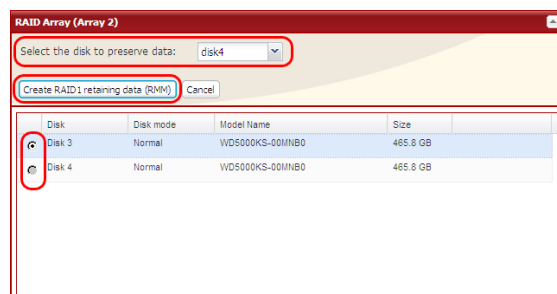 RAID Array (Array 2)
Select the disk to preserve data: disk4
Create RAID1 retaining data (RMM) Cancel
Disk Disk mode Model Name Size
Disk 3 Normal WD5000KS-00MNB0 465.8 GB
Disk 4 Normal WD5000KS-00MNB0 465.8 GB